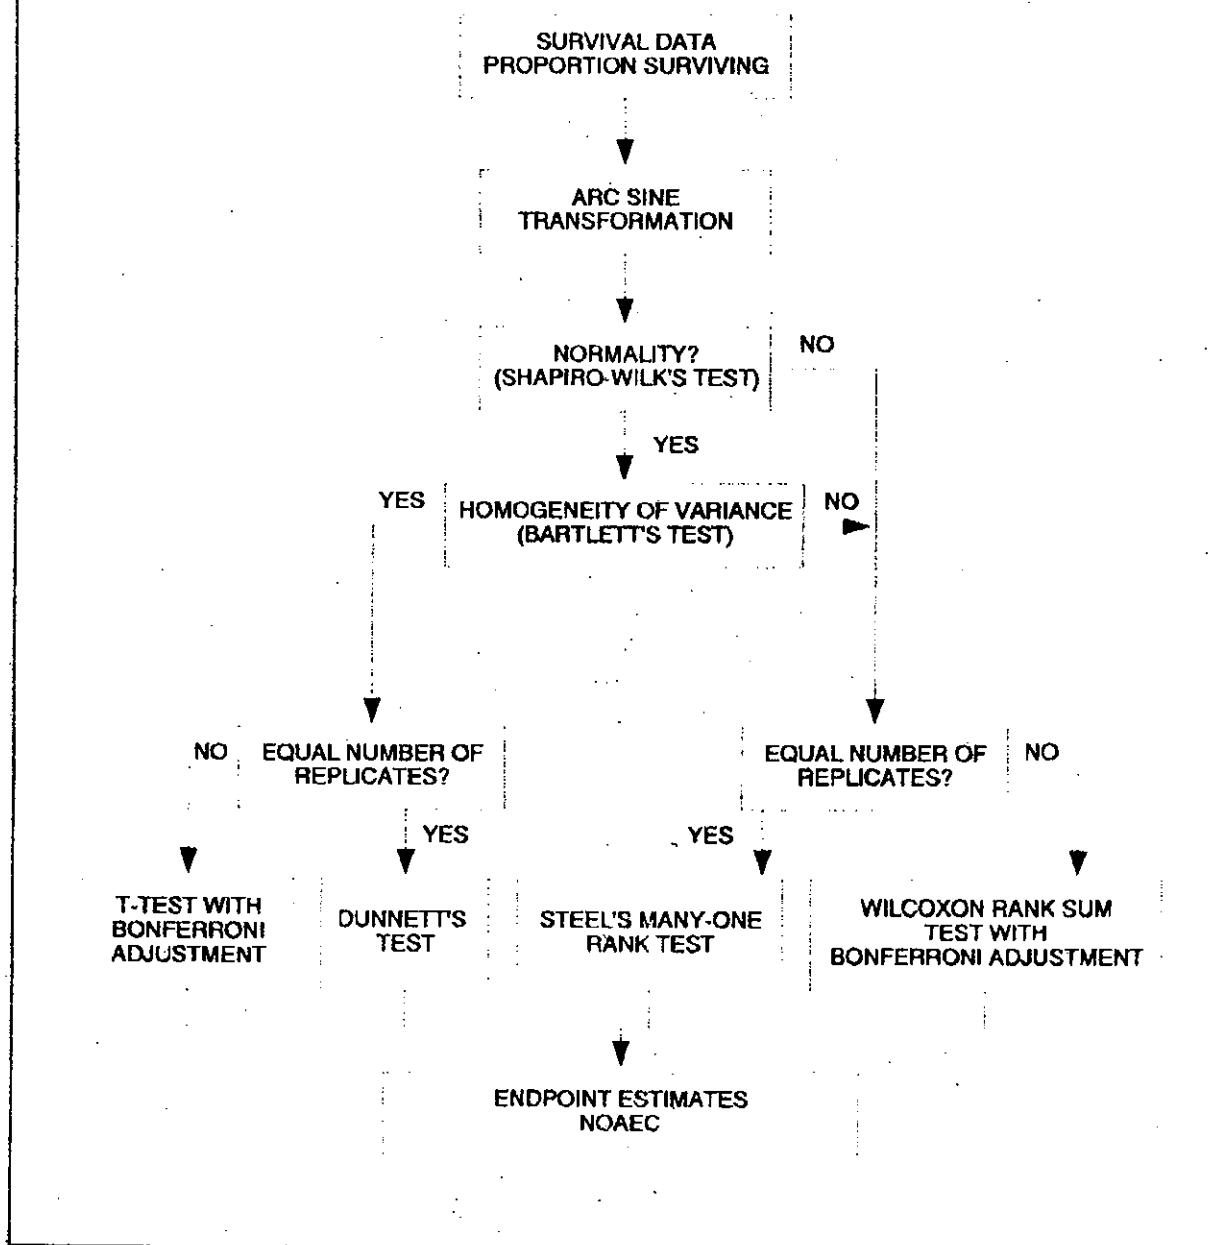 SURVIVAL DATA
PROPORTION SURVIVING
ARC SINE
TRANSFORMATION
NORMALITY?
(SHAPIRO-WILK'S TEST)
NO
YES
YES
HOMOGENEITY OF VARIANCE
(BARTLETT'S TEST)
NO
NO
EQUAL NUMBER OF
REPLICATES?
EQUAL NUMBER OF
REPLICATES?
NO
YES
YES
T-TEST WITH
BONFERRONI
ADJUSTMENT
DUNNETT'S
TEST
STEEL'S MANY-ONE
RANK TEST
WILCOXON RANK SUM
TEST WITH
BONFERRONI ADJUSTMENT
ENDPOINT ESTIMATES
NOAEC